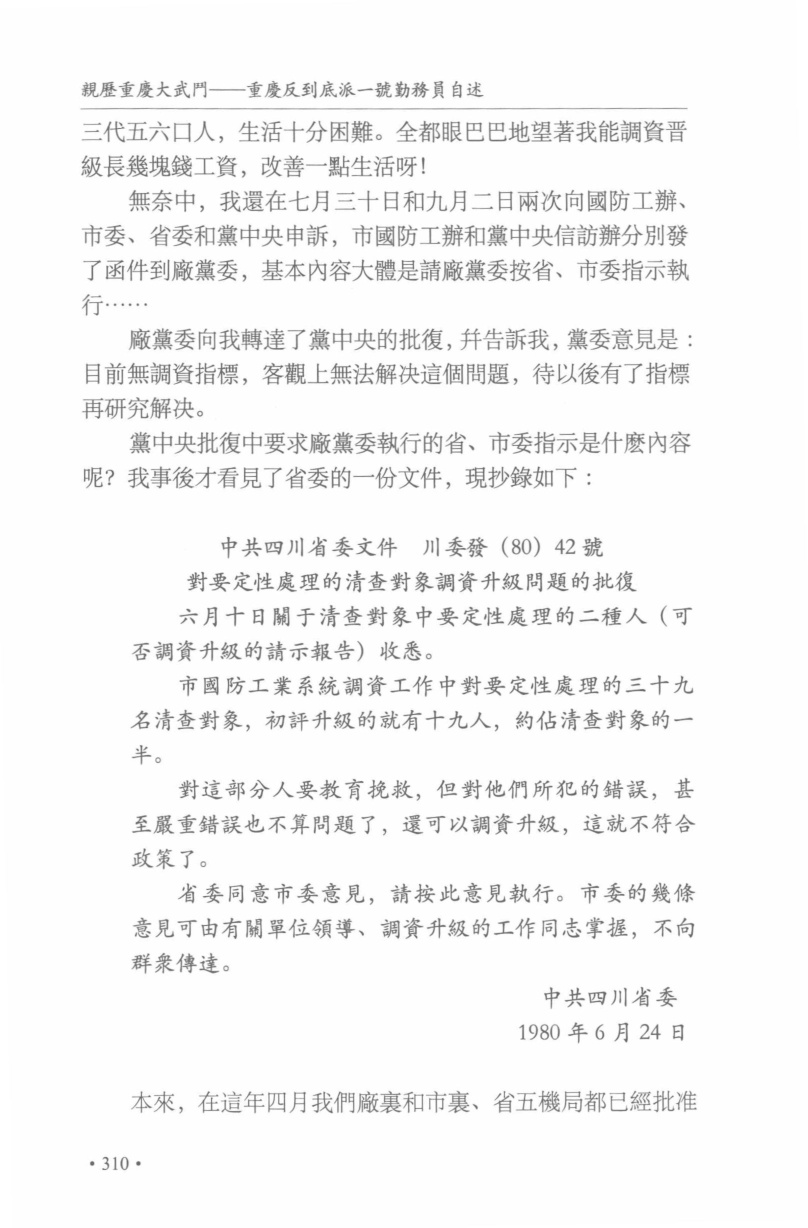 親歷重慶大武鬥——重慶反到底派一號勤務員自述
三代五六口人，生活十分困難。全都眼巴巴地望著我能調資晋
級長幾塊錢工資，改善一點生活呀！
無奈中，我還在七月三十日和九月二日兩次向國防工辦、
市委、省委和黨中央申訴，市國防工辦和黨中央信訪辦分別發
了函件到廠黨委，基本內容大體是請廠黨委按省、市委指示執
行……
廠黨委向我轉達了黨中央的批復，幷告訴我，黨委意見是：
目前無調資指標，客觀上無法解决這個問題，待以後有了指標
再研究解决。
黨中央批復中要求廠黨委執行的省、市委指示是什麽內容
呢？我事後才看見了省委的一份文件，現抄錄如下：
中共四川省委文件　川委發（80）42號
對要定性處理的清查對象調資升級問題的批復
六月十日關于清查對象中要定性處理的二種人（可
否調資升級的請示報告）收悉。
市國防工業系統調資工作中對要定性處理的三十九
名清查對象，初評升級的就有十九人，約佔清查對象的一
半。
對這部分人要教育挽救，但對他們所犯的錯誤，甚
至嚴重錯誤也不算問題了，還可以調資升級，這就不符合
政策了。
省委同意市委意見，請按此意見執行。市委的幾條
意見可由有關單位領導、調資升級的工作同志掌握，不向
群衆傳達。
中共四川省委
1980年6月24日
本來，在這年四月我們廠裏和市裏、省五機局都已經批准
·310·